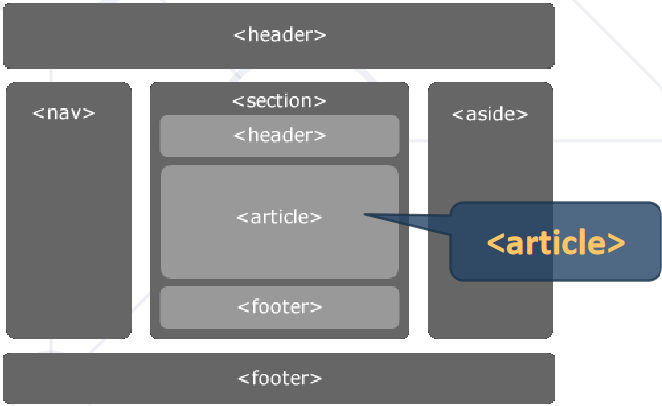 <header>
<nav>
<section>
<aside>
<header>
<article>
<article>
<footer>
<footer>